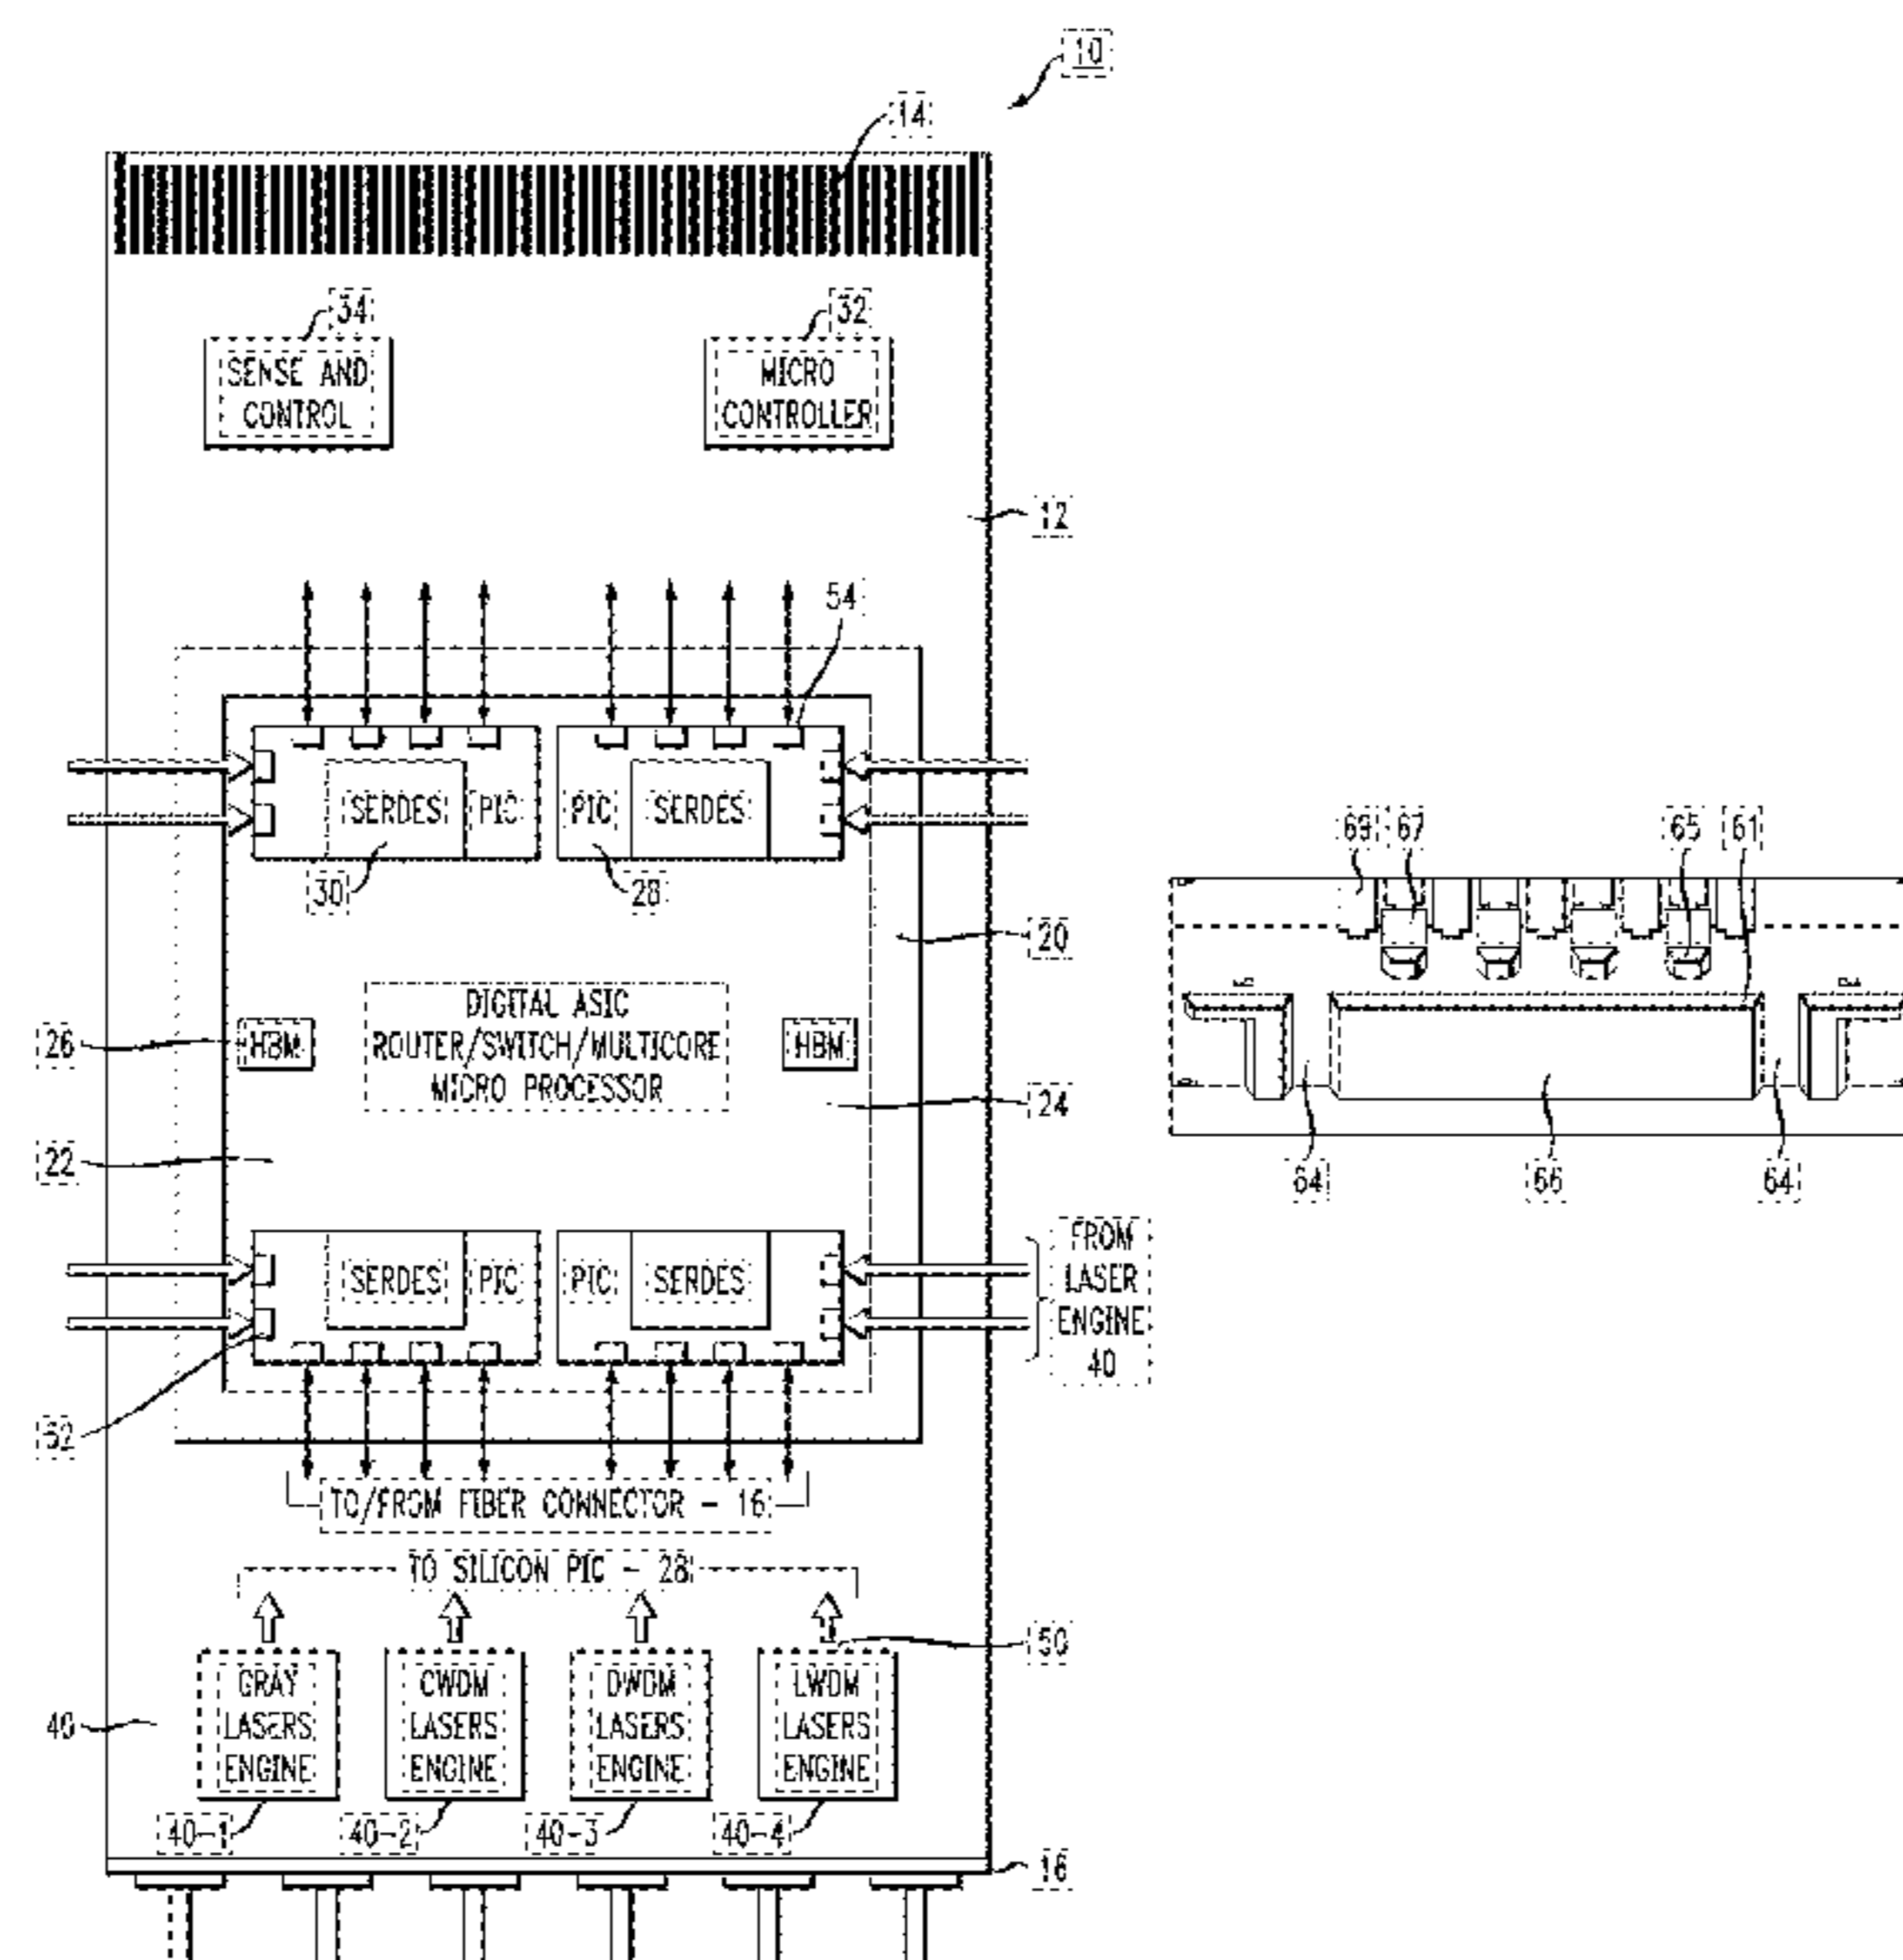 10
14
34
32
SENSE AND
CONTROL
MICRO
CONTROLLER
12
54
SERDES PIC PIC SERDES
30
28
69 67 65 61
20
DIGITAL ASIC
ROUTER/SWITCH/MULTICORE
MICRO PROCESSOR
26
HBM
HBM
24
22
64 66 64
SERDES PIC PIC SERDES
FROM
LASER
ENGINE
40
52
TO/FROM FIBER CONNECTOR - 16
TO SILICON PIC - 28
50
GRAY
LASERS
ENGINE
CWDM
LASERS
ENGINE
DWDM
LASERS
ENGINE
LWDM
LASERS
ENGINE
40
40-1 40-2 40-3 40-4
16